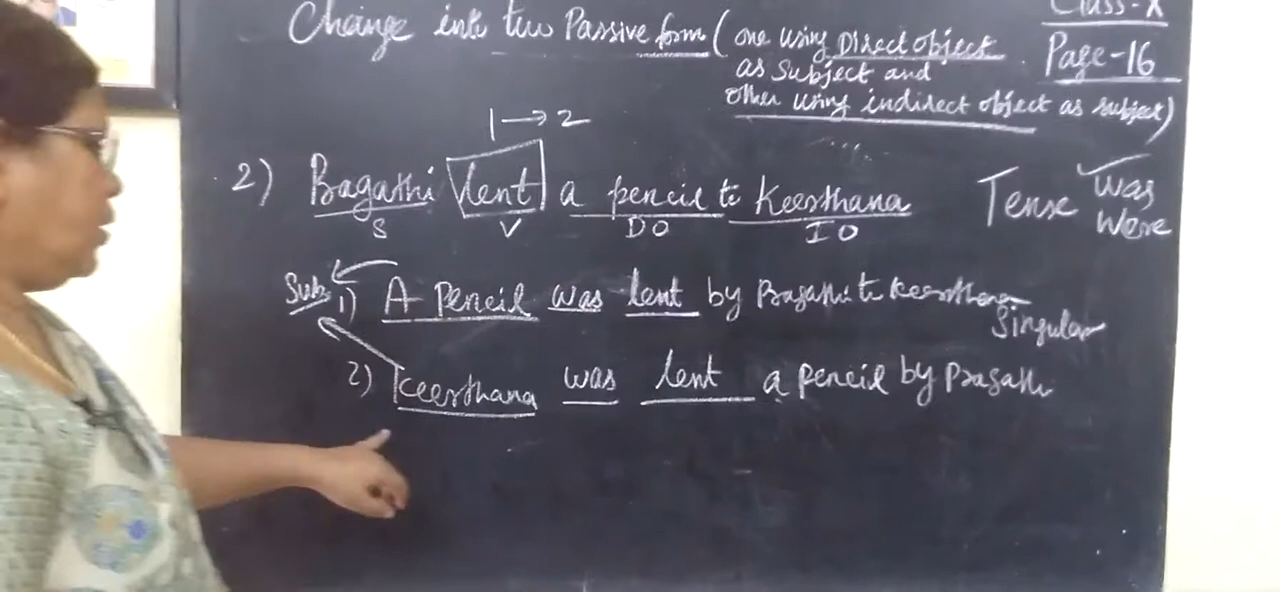 Change into two Passive form (one using Direct object
as subject and
other using indirect object as subject)
Class-X
Page-16
1 → 2
2) Bagathi lent a pencil to Keerthana
S V DO IO
Tense was
were
Sub 1) A Pencil was lent by Pragathi to Keerthana
Singular
2) Keerthana was lent a pencil by Pragathi